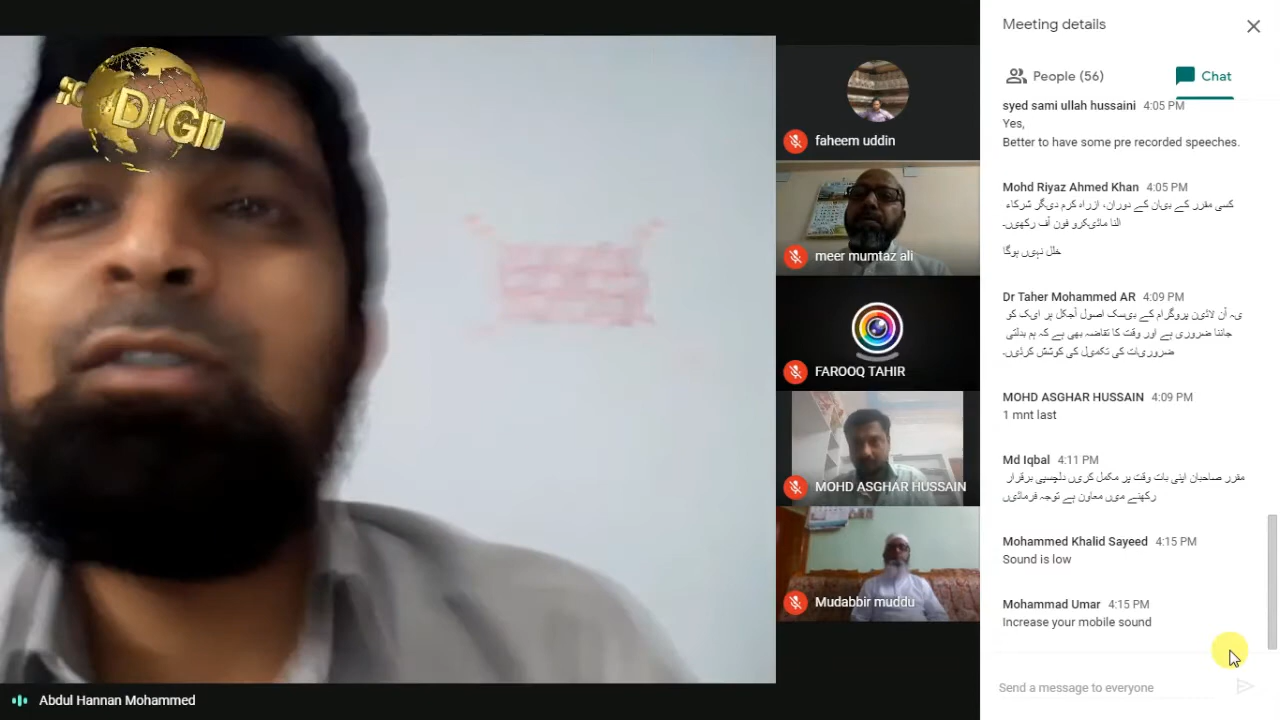 DIGI
Abdul Hannan Mohammed
faheem uddin
meer mumtaz ali
FAROOQ TAHIR
MOHD ASGHAR HUSSAIN
Mudabbir muddu
Meeting details
People (56)
Chat
syed sami ullah hussaini 4:05 PM
Yes,
Better to have some pre recorded speeches.
Mohd Riyaz Ahmed Khan 4:05 PM
کسی مقرر کے بیان کے دوران، ازراہ کرم دیگر شرکاء
النا مائیکرو فون آف رکھیں۔
خلل نہیں ہوگا
Dr Taher Mohammed AR 4:09 PM
یہ آن لائین پروگرام کے بیسک اصول آجکل ہر ایک کو
جاننا ضروری ہے اور وقت کا تقاضہ بھی ہے کہ ہم بدلتی
ضروریات کی تکمیل کی کوشش کرئیں۔
MOHD ASGHAR HUSSAIN 4:09 PM
1 mnt last
Md Iqbal 4:11 PM
مقرر صاحبان اپنی بات وقت پر مکمل کریں دلچسپی برقرار
رکھنے میں معاون ہے توجہ فرمائیں
Mohammed Khalid Sayeed 4:15 PM
Sound is low
Mohammad Umar 4:15 PM
Increase your mobile sound
Send a message to everyone